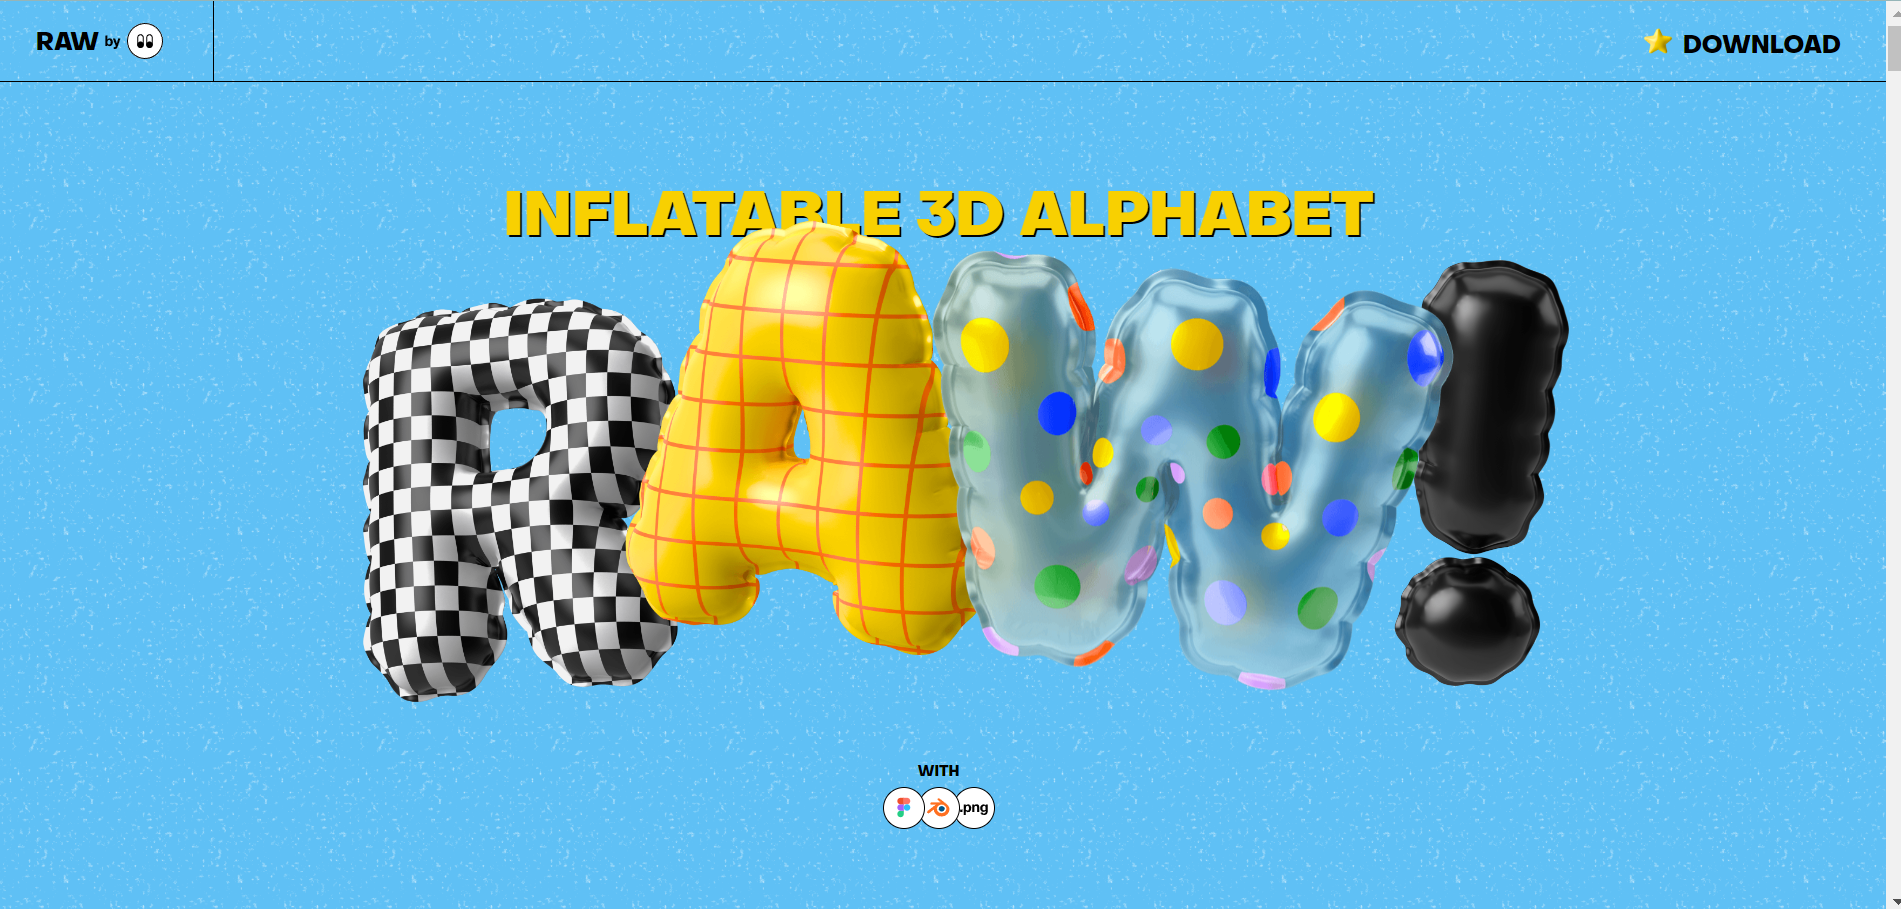 RAW by
DOWNLOAD
INFLATABLE 3D ALPHABET
RAW!
WITH
.png